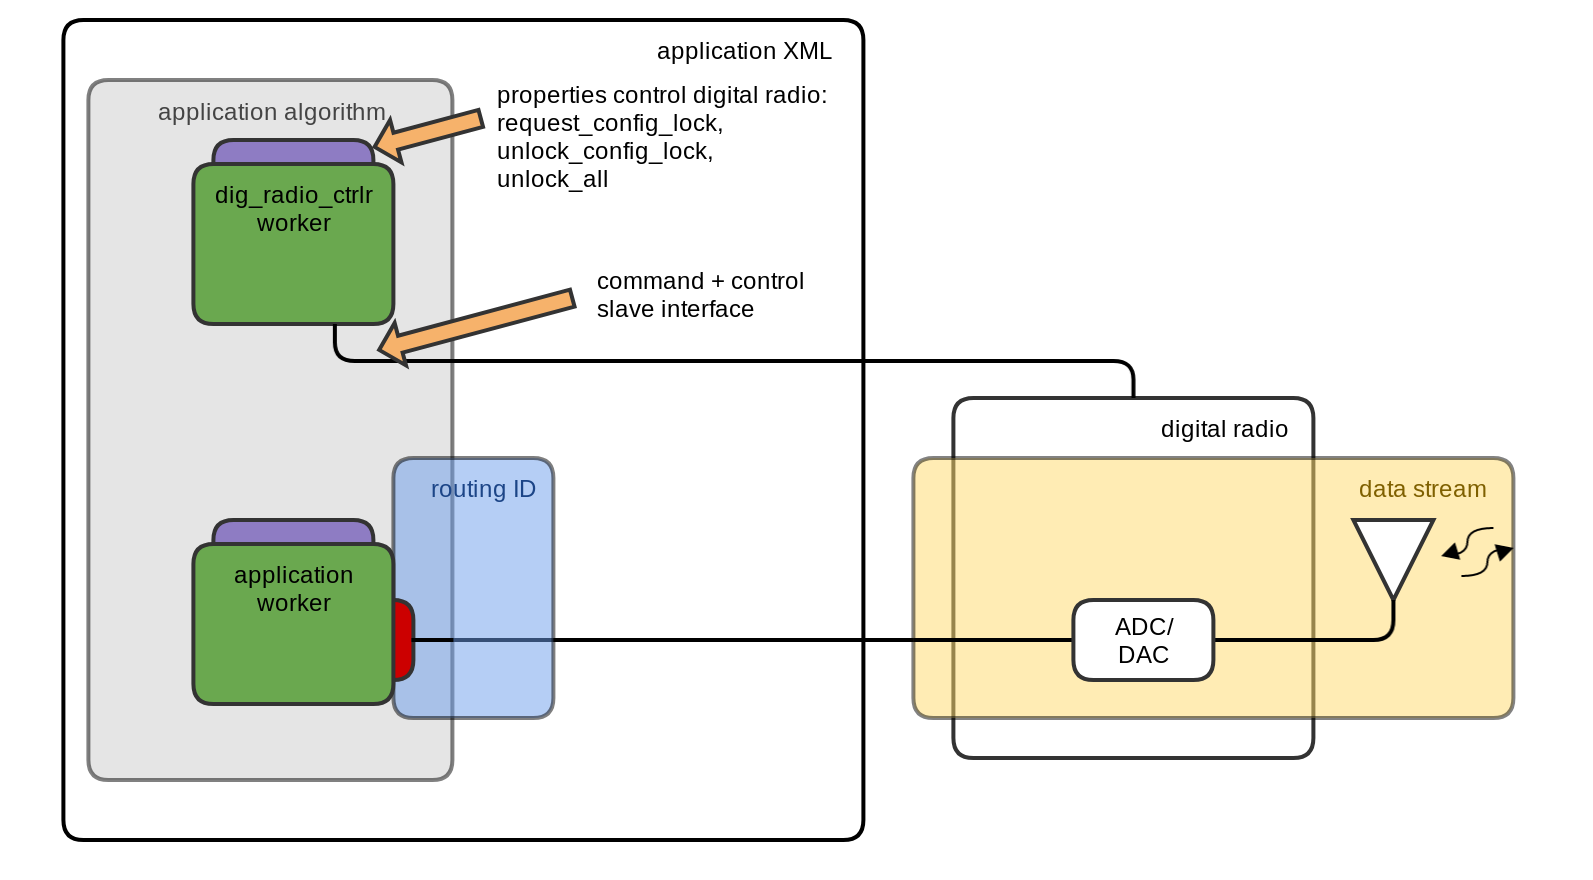 application XML
application algorithm
properties control digital radio:
request_config_lock,
unlock_config_lock,
unlock_all
dig_radio_ctrlr
worker
command + control
slave interface
digital radio
routing ID
data stream
application
worker
ADC/
DAC